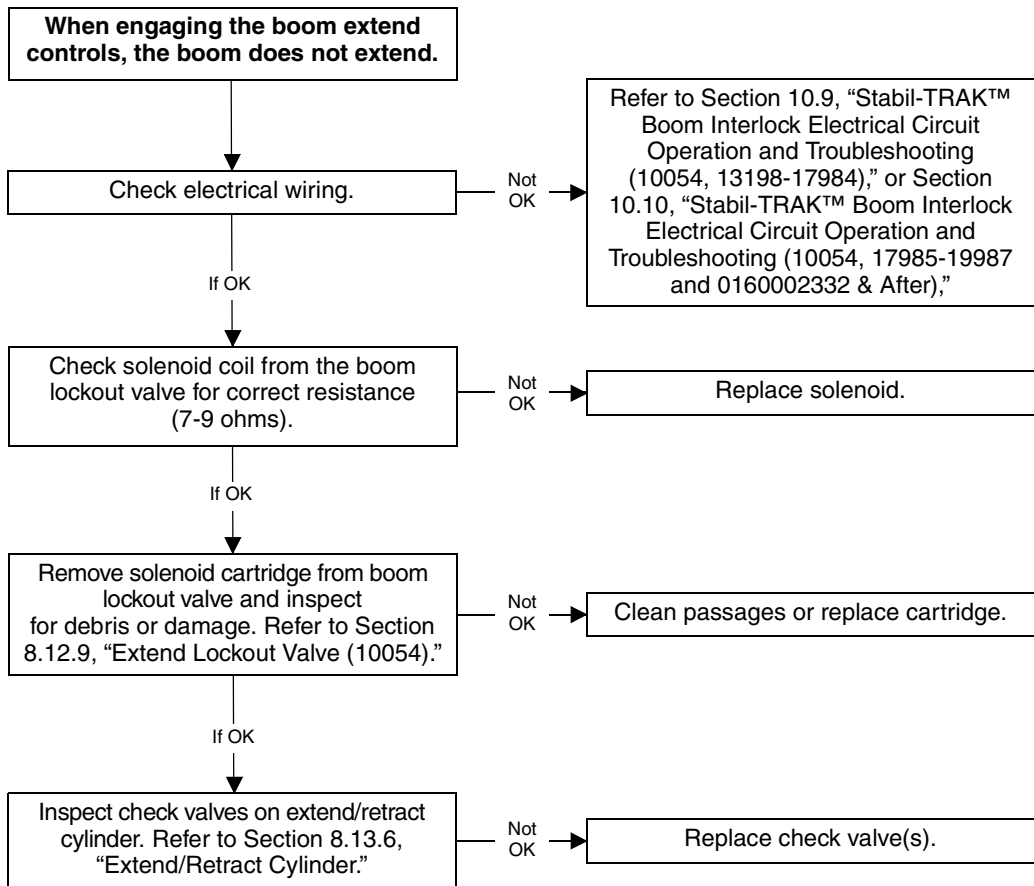 When engaging the boom extend
controls, the boom does not extend.
Check electrical wiring.
Not
OK
Refer to Section 10.9, “Stabil-TRAK™
Boom Interlock Electrical Circuit
Operation and Troubleshooting
(10054, 13198-17984),” or Section
10.10, “Stabil-TRAK™ Boom Interlock
Electrical Circuit Operation and
Troubleshooting (10054, 17985-19987
and 0160002332 & After),”
If OK
Check solenoid coil from the boom
lockout valve for correct resistance
(7-9 ohms).
Not
OK
Replace solenoid.
If OK
Remove solenoid cartridge from boom
lockout valve and inspect
for debris or damage. Refer to Section
8.12.9, “Extend Lockout Valve (10054).”
Not
OK
Clean passages or replace cartridge.
If OK
Inspect check valves on extend/retract
cylinder. Refer to Section 8.13.6,
“Extend/Retract Cylinder.”
Not
OK
Replace check valve(s).